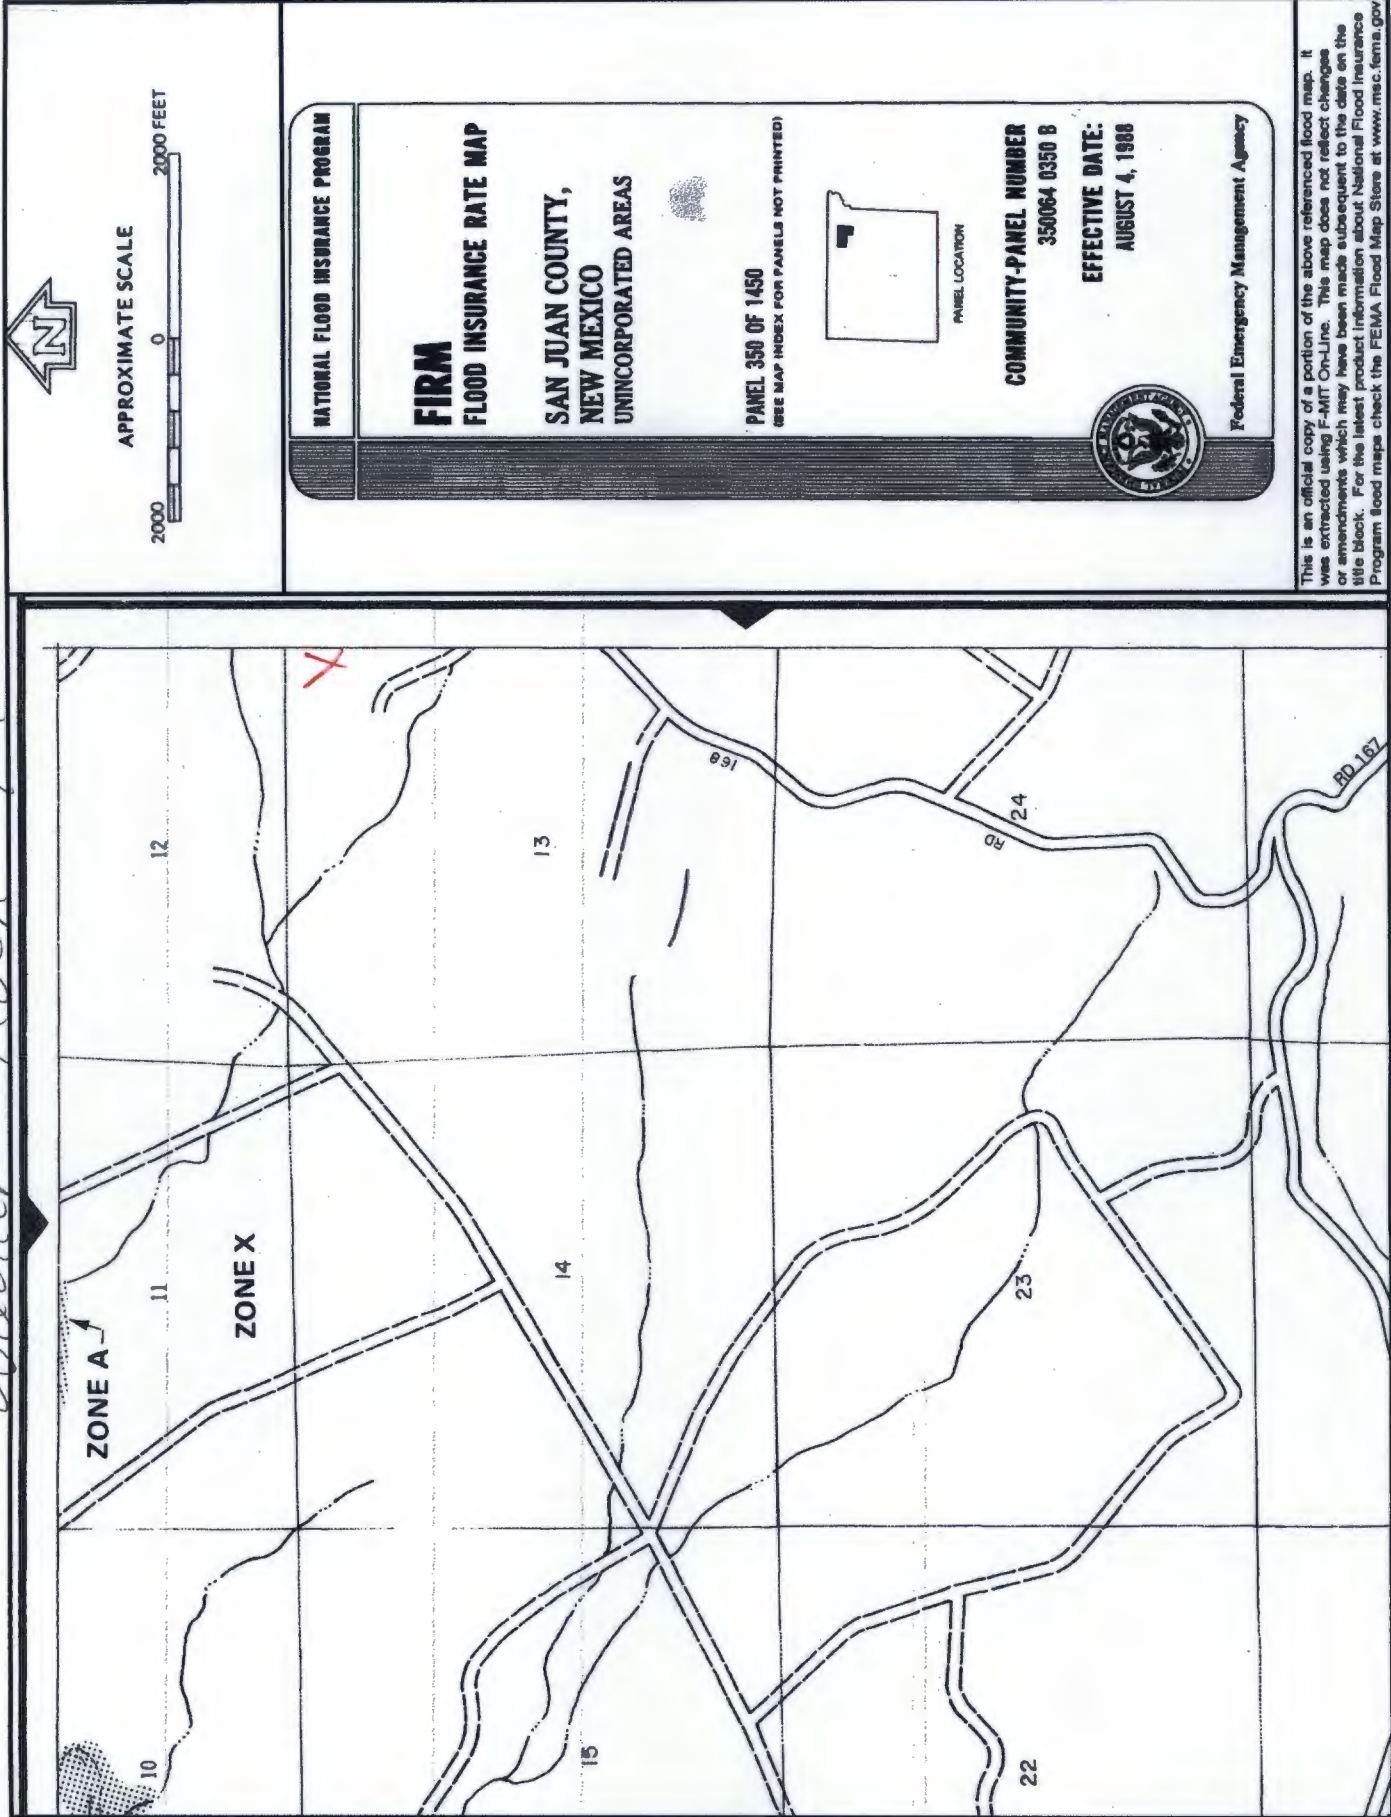 APPROXIMATE SCALE
2000 0 2000 FEET
NATIONAL FLOOD INSURANCE PROGRAM
FIRM
FLOOD INSURANCE RATE MAP
SAN JUAN COUNTY,
NEW MEXICO
UNINCORPORATED AREAS
PANEL 350 OF 1450
(SEE MAP INDEX FOR PANELS NOT PRINTED)
PANEL LOCATION
COMMUNITY-PANEL NUMBER
350064 0350 B
EFFECTIVE DATE:
AUGUST 4, 1988
Federal Emergency Management Agency
This is an official copy of a portion of the above referenced flood map. It
was extracted using F-MIT On-Line. This map does not reflect changes
or amendments which may have been made subsequent to the date on the
title block. For the latest product information about National Flood Insurance
Program flood maps check the FEMA Flood Map Store at www.msc.fema.gov
N
ZONE A
ZONE X
10
11
12
X
13
14
15
168
RD
24
23
22
RD 167